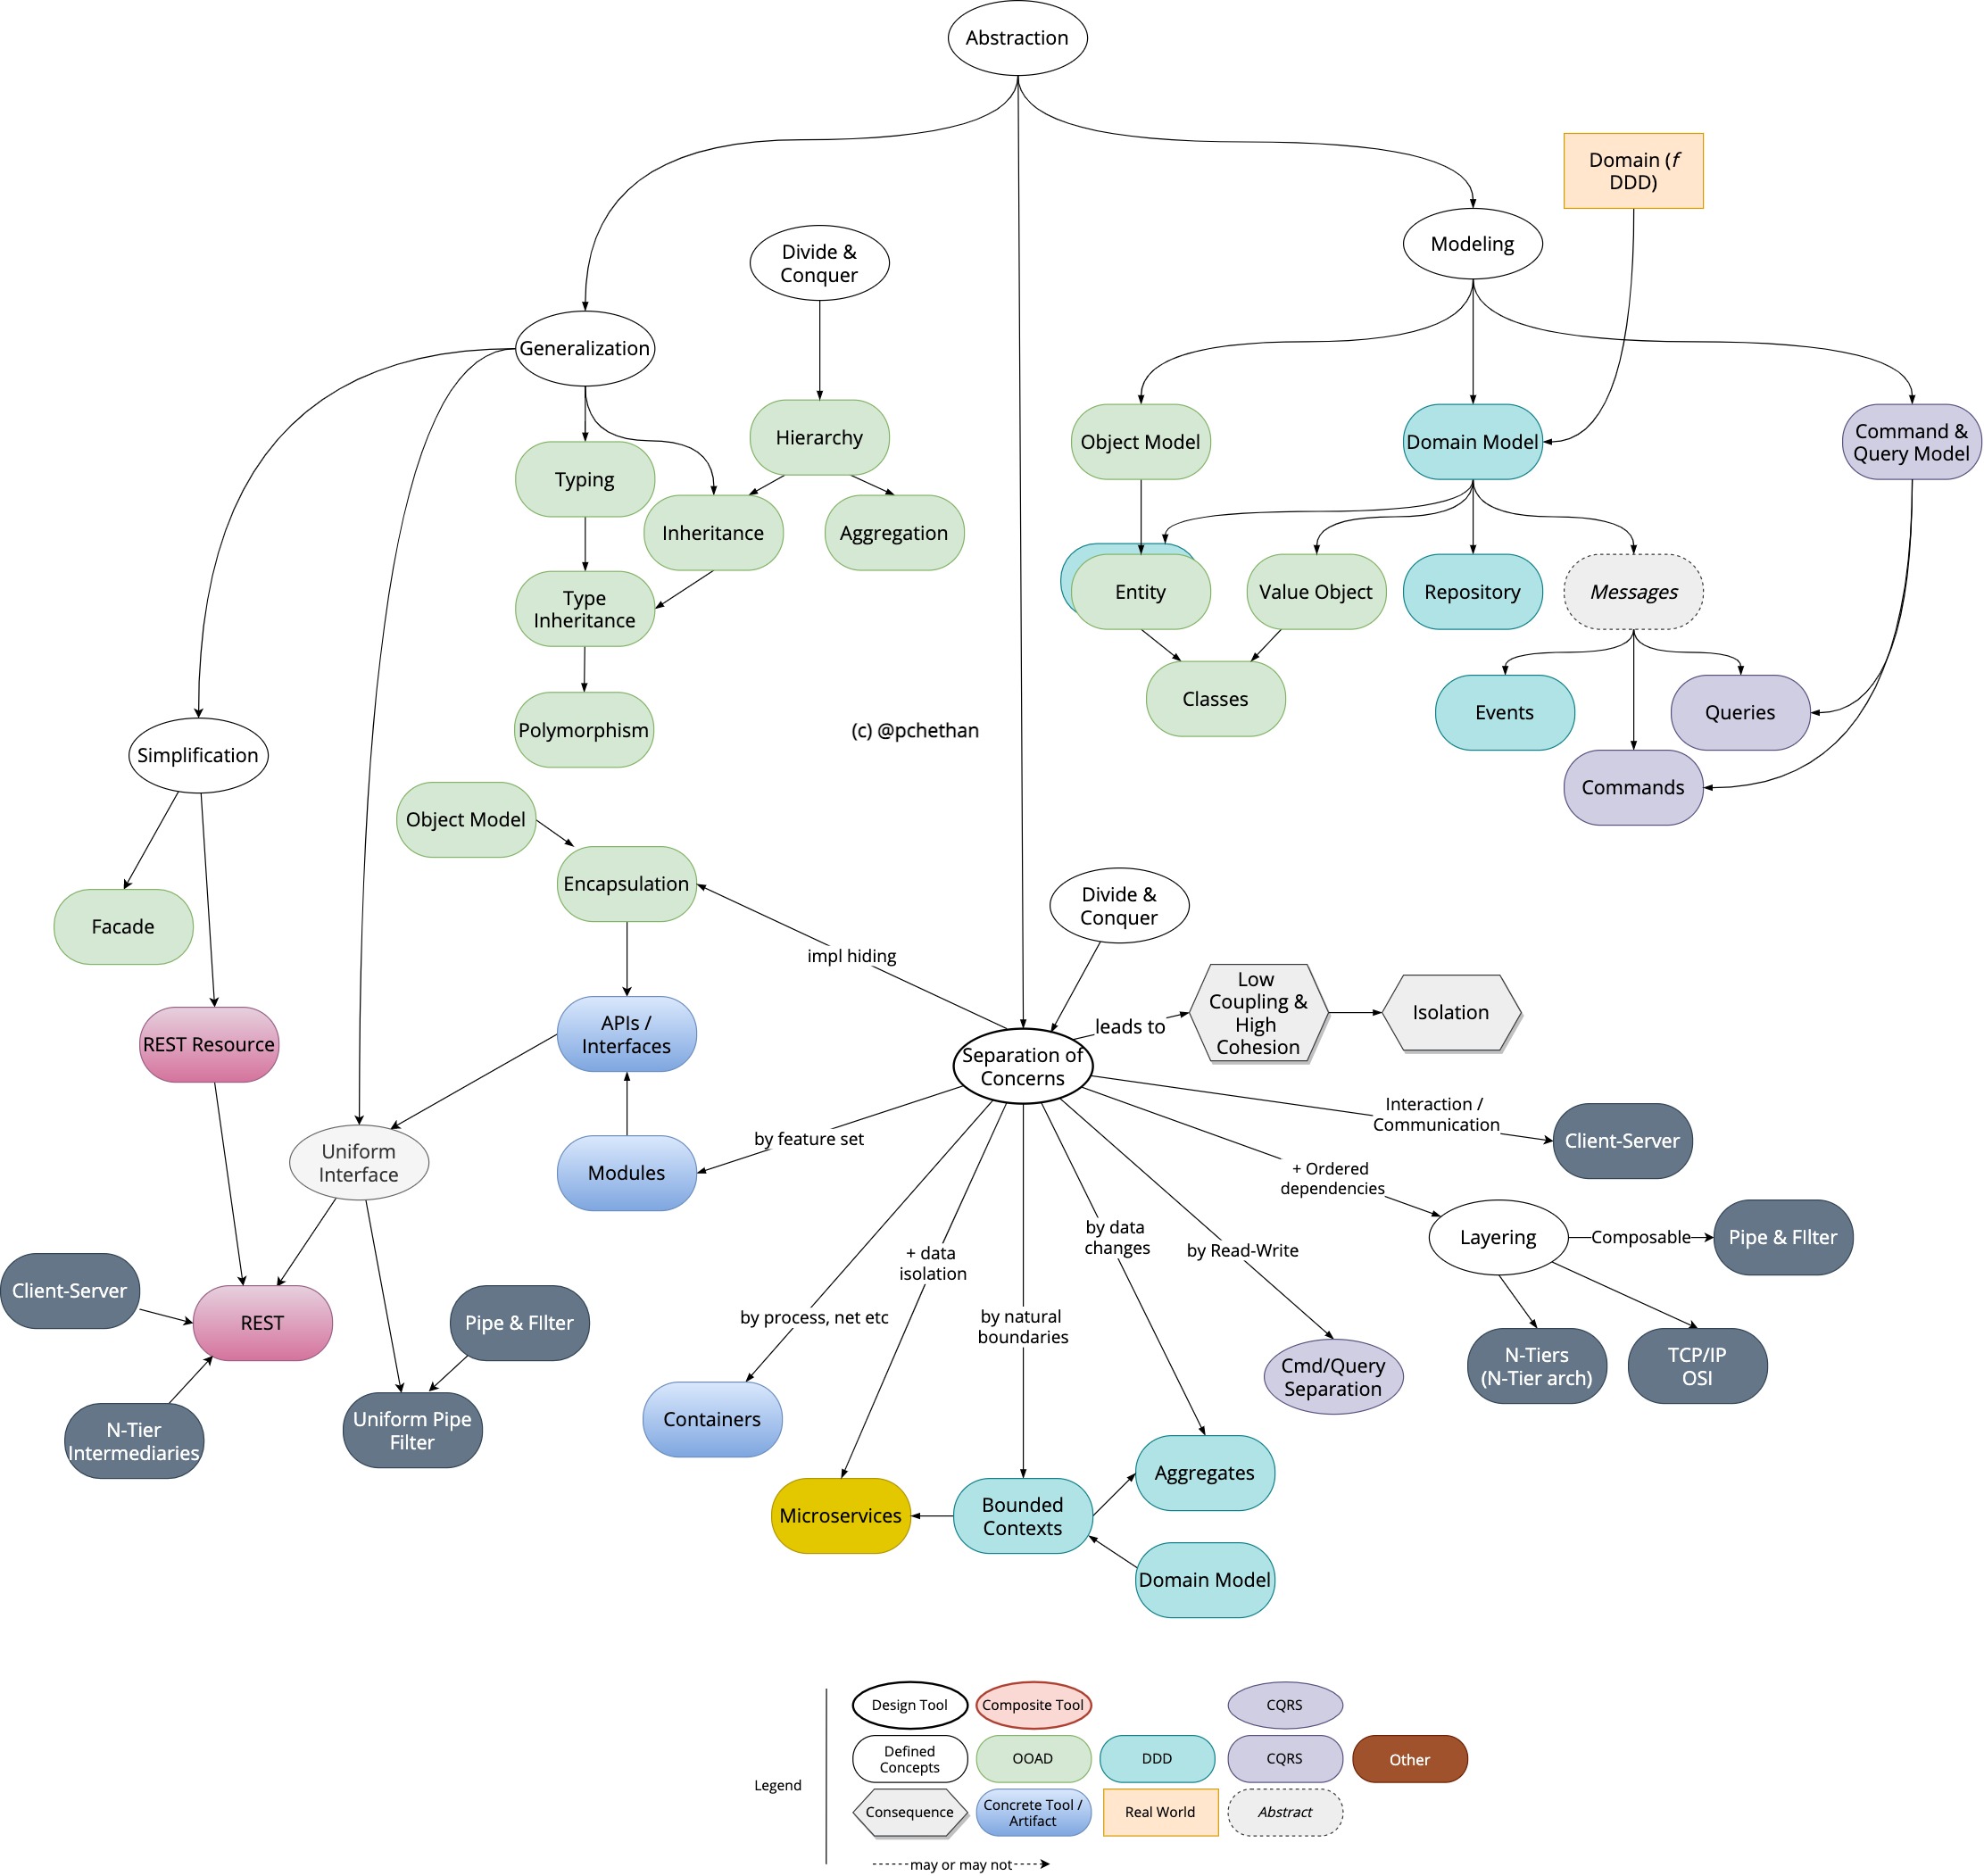 Abstraction
Domain (f
DDD)
Modeling
Divide &
Conquer
Generalization
Hierarchy
Object Model
Domain Model
Command &
Query Model
Typing
Inheritance
Aggregation
Type
Inheritance
Entity
Value Object
Repository
Messages
Classes
Events
Queries
Polymorphism
(c) @pchethan
Simplification
Commands
Object Model
Encapsulation
Divide &
Conquer
Facade
impl hiding
Low
Coupling &
High
Cohesion
Isolation
leads to
REST Resource
APIs /
Interfaces
Separation of
Concerns
Interaction /
Communication
Client-Server
by feature set
Uniform
Interface
Modules
+ Ordered
dependencies
by data
changes
by Read-Write
Layering
Composable
Pipe & FIlter
+ data
isolation
Client-Server
REST
Pipe & FIlter
by process, net etc
by natural
boundaries
Cmd/Query
Separation
N-Tiers
(N-Tier arch)
TCP/IP
OSI
N-Tier
Intermediaries
Uniform Pipe
Filter
Containers
Aggregates
Microservices
Bounded
Contexts
Domain Model
Legend
Design Tool
Composite Tool
CQRS
Defined
Concepts
OOAD
DDD
CQRS
Other
Consequence
Concrete Tool /
Artifact
Real World
Abstract
may or may not